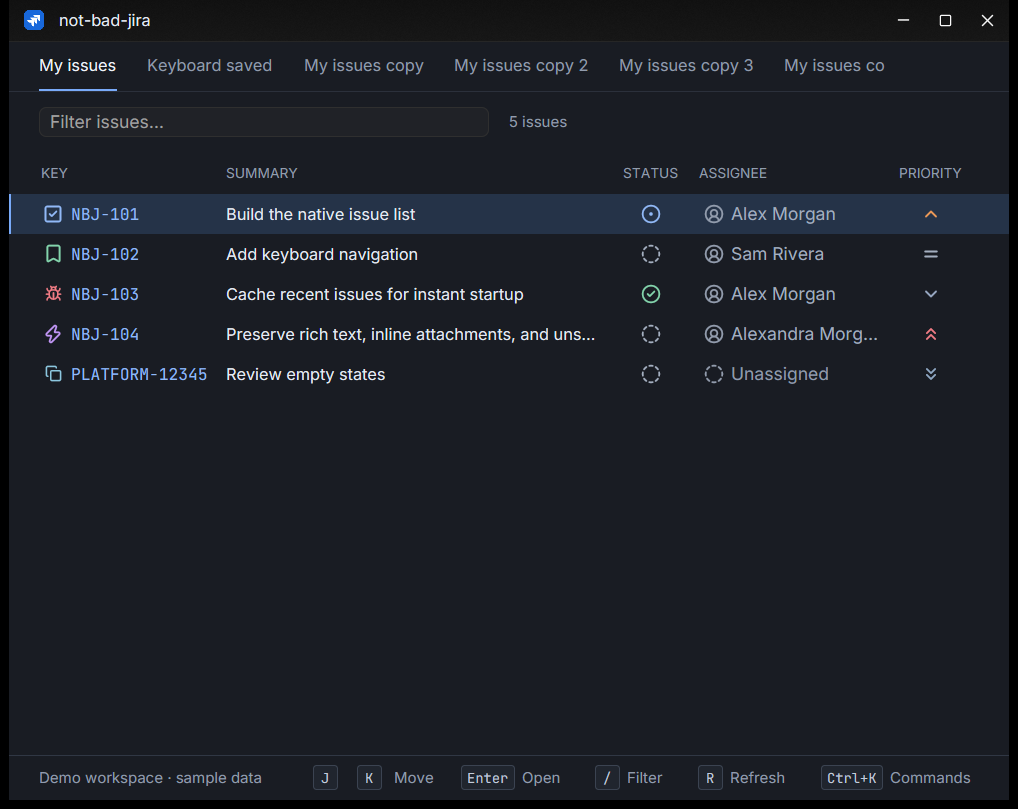 not-bad-jira
My issues Keyboard saved My issues copy My issues copy 2 My issues copy 3 My issues co
Filter issues... 5 issues
KEY SUMMARY STATUS ASSIGNEE PRIORITY
NBJ-101 Build the native issue list Alex Morgan
NBJ-102 Add keyboard navigation Sam Rivera
NBJ-103 Cache recent issues for instant startup Alex Morgan
NBJ-104 Preserve rich text, inline attachments, and uns... Alexandra Morg...
PLATFORM-12345 Review empty states Unassigned
Demo workspace · sample data J K Move Enter Open / Filter R Refresh Ctrl+K Commands